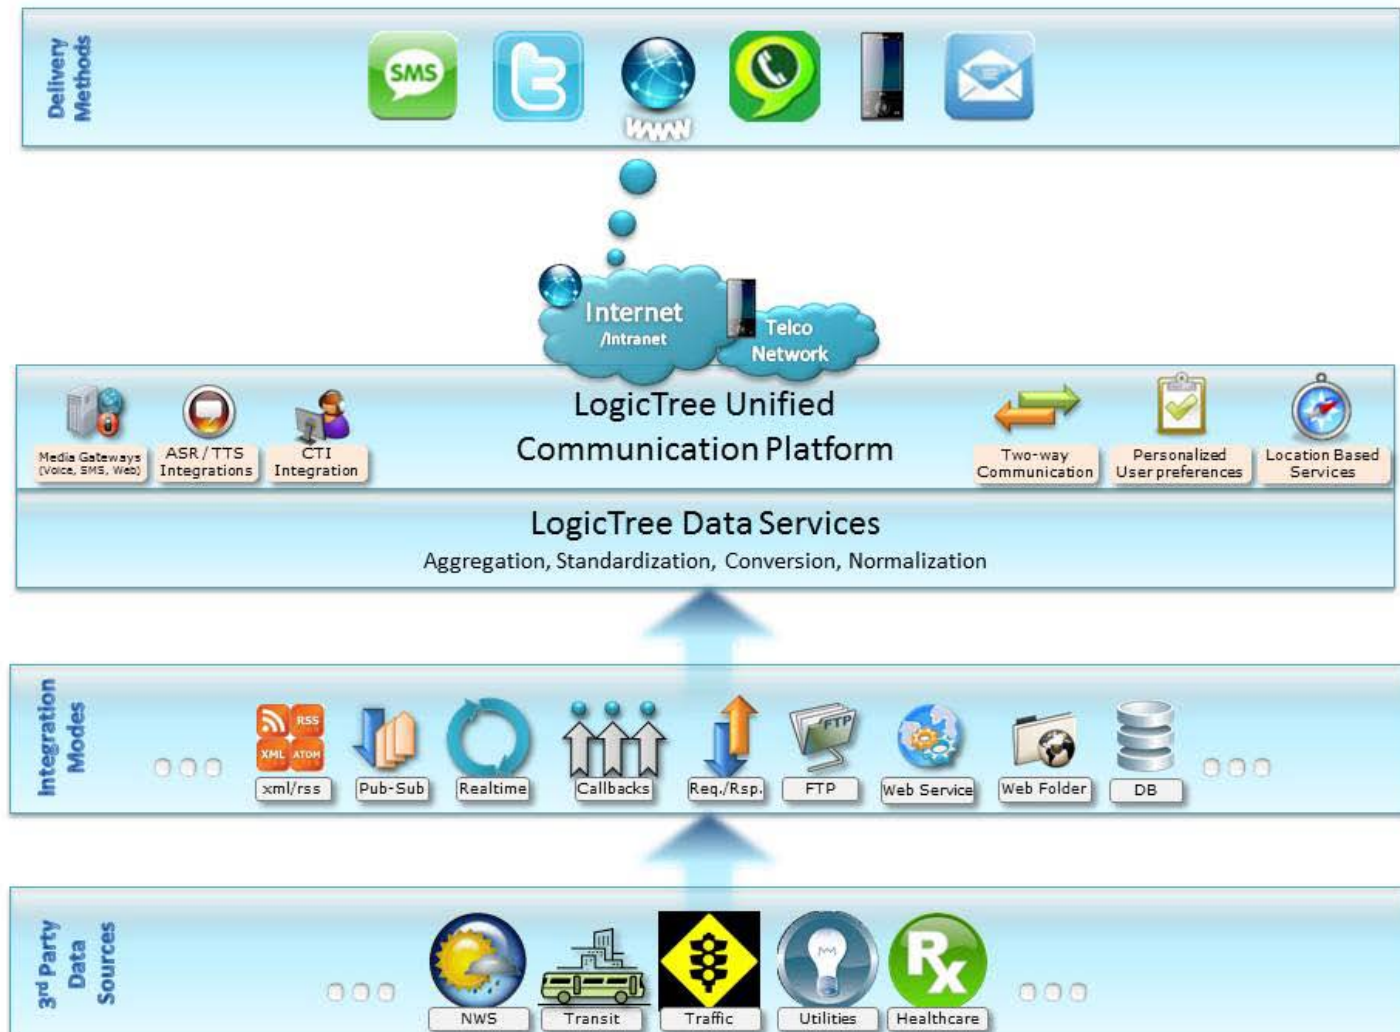 Delivery
Methods
SMS
WWW
Internet
/Intranet
Telco
Network
LogicTree Unified
Communication Platform
Media Gateways
(Voice, SMS, Web)
ASR / TTS
Integrations
CTI
Integration
Two-way
Communication
Personalized
User preferences
Location Based
Services
LogicTree Data Services
Aggregation, Standardization, Conversion, Normalization
Integration
Modes
RSS
XML ATOM
xml/rss
Pub-Sub
Realtime
Callbacks
Req./Rsp.
FTP
FTP
Web Service
Web Folder
DB
3rd Party
Data
Sources
Rx
NWS
Transit
Traffic
Utilities
Healthcare